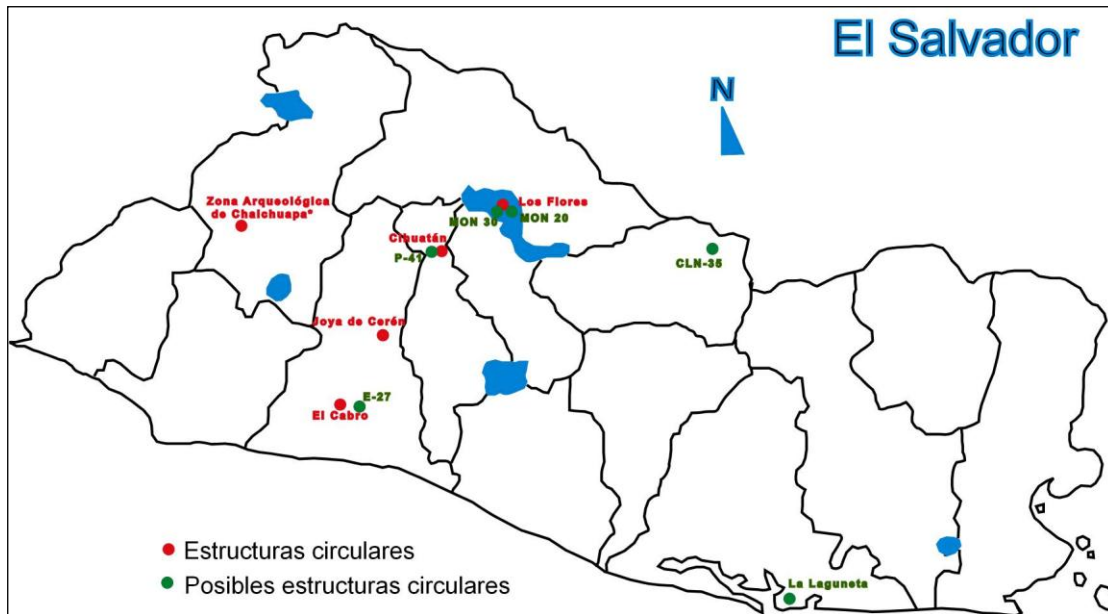 El Salvador
N
Zona Arqueológica
de Chalchuapa°
Los Flores
MON 30
MON 20
Cihuatán
P-41
CLN-35
Joya de Cerén
E-27
El Cabro
Estructuras circulares
Posibles estructuras circulares
La Laguneta